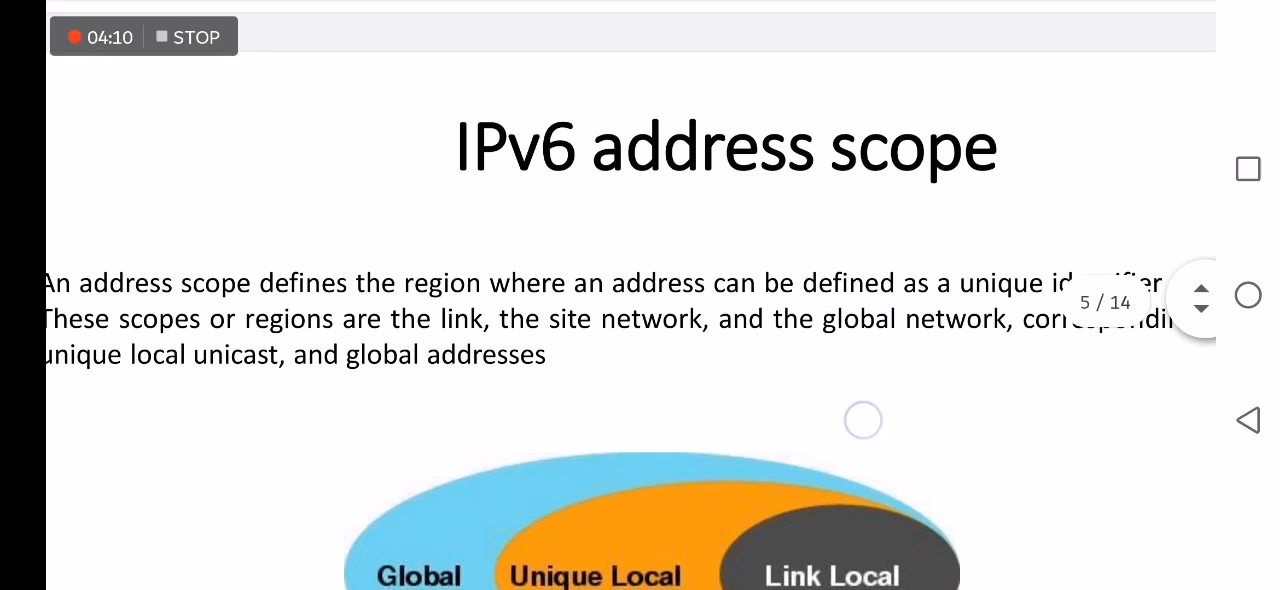 04:10 STOP
IPv6 address scope
An address scope defines the region where an address can be defined as a unique
These scopes or regions are the link, the site network, and the global network,
5 / 14
unique local unicast, and global addresses
Global Unique Local Link Local